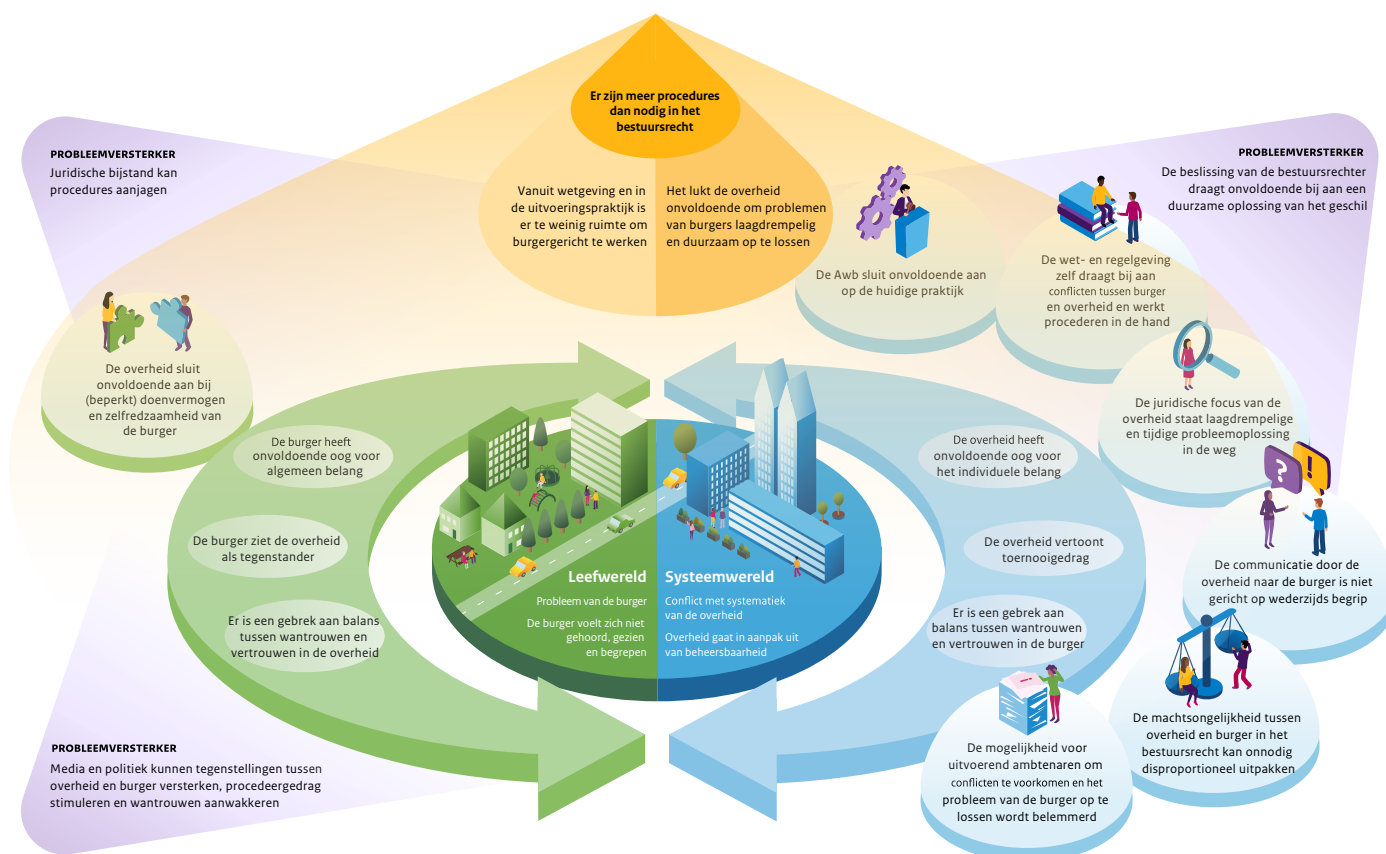 Er zijn meer procedures
dan nodig in het
bestuursrecht
Vanuit wetgeving en in
de uitvoeringspraktijk is
er te weinig ruimte om
burgergericht te werken
Het lukt de overheid
onvoldoende om problemen
van burgers laagdrempelig
en duurzaam op te lossen
PROBLEEMVERSTERKER
Juridische bijstand kan
procedures aanjagen
PROBLEEMVERSTERKER
De beslissing van de bestuursrechter
draagt onvoldoende bij aan een
duurzame oplossing van het geschil
De Awb sluit onvoldoende aan
op de huidige praktijk
De wet- en regelgeving
zelf draagt bij aan
conflicten tussen burger
en overheid en werkt
procederen in de hand
De overheid sluit
onvoldoende aan bij
(beperkt) doenvermogen
en zelfredzaamheid van
de burger
De juridische focus van de
overheid staat laagdrempelige
en tijdige probleemoplossing
in de weg
De burger heeft
onvoldoende oog voor
algemeen belang
De burger ziet de overheid
als tegenstander
Er is een gebrek aan balans
tussen wantrouwen en
vertrouwen in de overheid
Leefwereld
Probleem van de burger
De burger voelt zich niet
gehoord, gezien
en begrepen
Systeemwereld
Conflict met systematiek
van de overheid
Overheid gaat in aanpak uit
van beheersbaarheid
De overheid heeft
onvoldoende oog voor
het individuele belang
De overheid vertoont
toernooigedrag
Er is een gebrek aan
balans tussen wantrouwen
en vertrouwen in de burger
?
!
De communicatie door de
overheid naar de burger is niet
gericht op wederzijds begrip
De machtsongelijkheid tussen
overheid en burger in het
bestuursrecht kan onnodig
disproportioneel uitpakken
De mogelijkheid voor
uitvoerend ambtenaren om
conflicten te voorkomen en het
probleem van de burger op te
lossen wordt belemmerd
PROBLEEMVERSTERKER
Media en politiek kunnen tegenstellingen tussen
overheid en burger versterken, procedeergedrag
stimuleren en wantrouwen aanwakkeren